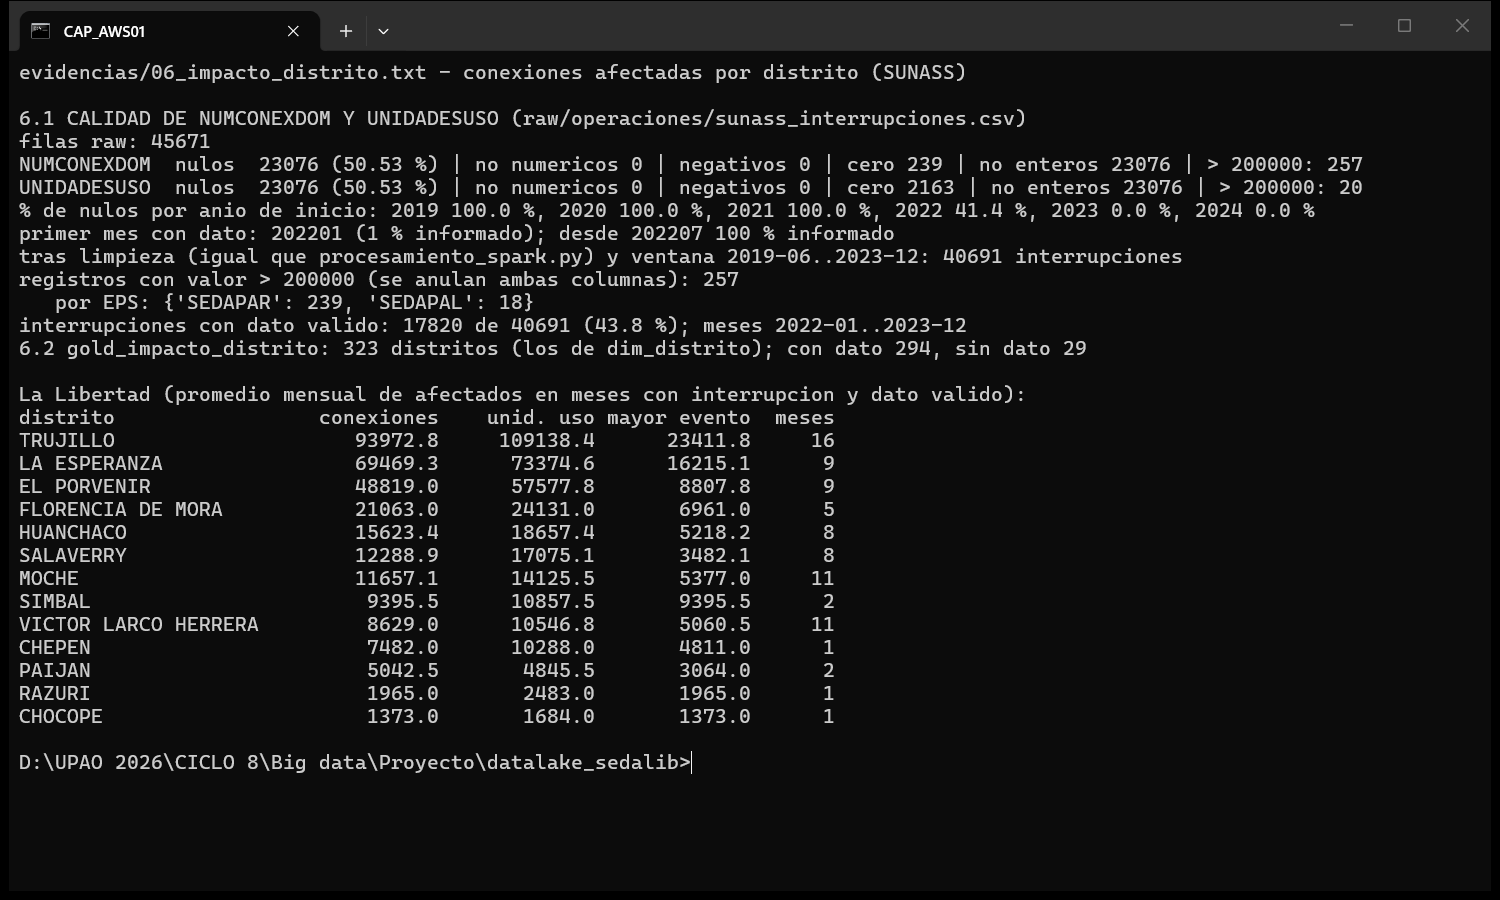 CAP_AWS01
evidencias/06_impacto_distrito.txt - conexiones afectadas por distrito (SUNASS)
6.1 CALIDAD DE NUMCONEXDOM Y UNIDADESUSO (raw/operaciones/sunass_interrupciones.csv)
filas raw: 45671
NUMCONEXDOM  nulos  23076 (50.53 %) | no numericos 0 | negativos 0 | cero 239 | no enteros 23076 | > 200000: 257
UNIDADESUSO  nulos  23076 (50.53 %) | no numericos 0 | negativos 0 | cero 2163 | no enteros 23076 | > 200000: 20
% de nulos por anio de inicio: 2019 100.0 %, 2020 100.0 %, 2021 100.0 %, 2022 41.4 %, 2023 0.0 %, 2024 0.0 %
primer mes con dato: 202201 (1 % informado); desde 202207 100 % informado
tras limpieza (igual que procesamiento_spark.py) y ventana 2019-06..2023-12: 40691 interrupciones
registros con valor > 200000 (se anulan ambas columnas): 257
   por EPS: {'SEDAPAR': 239, 'SEDAPAL': 18}
interrupciones con dato valido: 17820 de 40691 (43.8 %); meses 2022-01..2023-12
6.2 gold_impacto_distrito: 323 distritos (los de dim_distrito); con dato 294, sin dato 29
La Libertad (promedio mensual de afectados en meses con interrupcion y dato valido):
distrito                 conexiones    unid. uso mayor evento  meses
TRUJILLO                    93972.8     109138.4      23411.8     16
LA ESPERANZA                69469.3      73374.6      16215.1      9
EL PORVENIR                 48819.0      57577.8       8807.8      9
FLORENCIA DE MORA           21063.0      24131.0       6961.0      5
HUANCHACO                   15623.4      18657.4       5218.2      8
SALAVERRY                   12288.9      17075.1       3482.1      8
MOCHE                       11657.1      14125.5       5377.0     11
SIMBAL                       9395.5      10857.5       9395.5      2
VICTOR LARCO HERRERA         8629.0      10546.8       5060.5     11
CHEPEN                       7482.0      10288.0       4811.0      1
PAIJAN                       5042.5       4845.5       3064.0      2
RAZURI                       1965.0       2483.0       1965.0      1
CHOCOPE                      1373.0       1684.0       1373.0      1
D:\UPAO 2026\CICLO 8\Big data\Proyecto\datalake_sedalib>